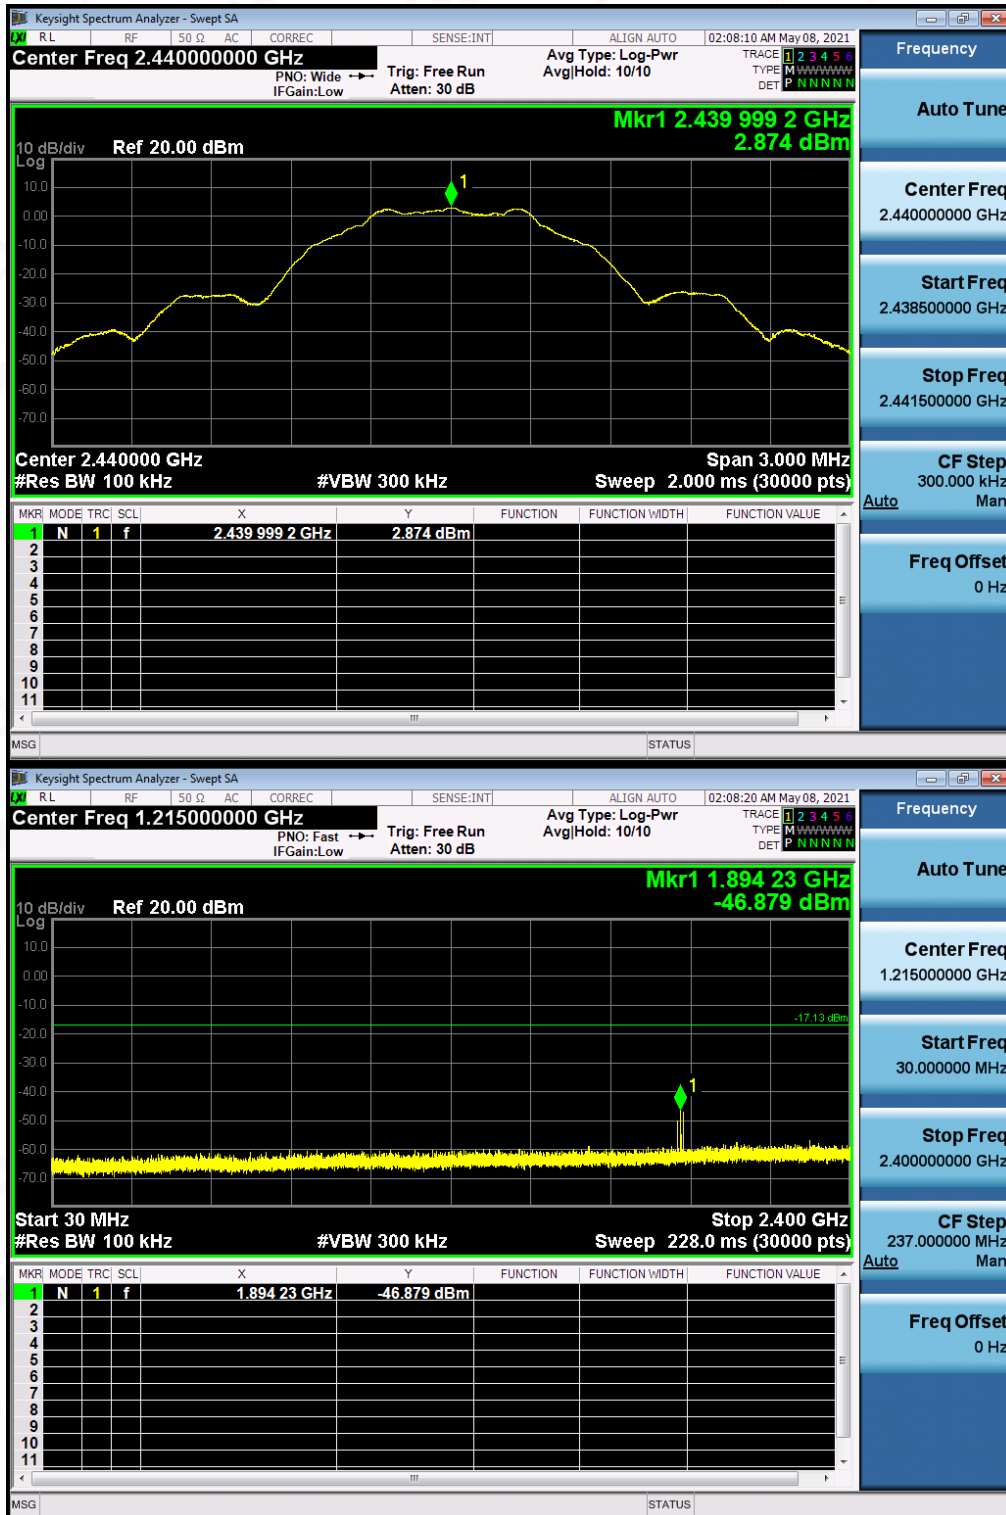 Keysight Spectrum Analyzer - Swept SA
LXI RL RF 50 Ω AC CORREC SENSE:INT ALIGN AUTO 02:08:10 AM May 08, 2021
Center Freq 2.440000000 GHz Avg Type: Log-Pwr TRACE 1 2 3 4 5 6
PNO: Wide Trig: Free Run Avg|Hold: 10/10 TYPE M WWWWW
IFGain:Low Atten: 30 dB DET P N N N N N
Mkr1 2.439 999 2 GHz
2.874 dBm
10 dB/div Ref 20.00 dBm
Log
10.0
1
0.00
-10.0
-20.0
-30.0
-40.0
-50.0
-60.0
-70.0
Center 2.440000 GHz Span 3.000 MHz
#Res BW 100 kHz #VBW 300 kHz Sweep 2.000 ms (30000 pts)
MKR MODE TRC SCL X Y FUNCTION FUNCTION WIDTH FUNCTION VALUE
1 N 1 f 2.439 999 2 GHz 2.874 dBm
2
3
4
5
6
7
8
9
10
11
MSG STATUS
Frequency
Auto Tune
Center Freq
2.440000000 GHz
Start Freq
2.438500000 GHz
Stop Freq
2.441500000 GHz
CF Step
300.000 kHz
Auto Man
Freq Offset
0 Hz
Keysight Spectrum Analyzer - Swept SA
LXI RL RF 50 Ω AC CORREC SENSE:INT ALIGN AUTO 02:08:20 AM May 08, 2021
Center Freq 1.215000000 GHz Avg Type: Log-Pwr TRACE 1 2 3 4 5 6
PNO: Fast Trig: Free Run Avg|Hold: 10/10 TYPE M WWWWW
IFGain:Low Atten: 30 dB DET P N N N N N
Mkr1 1.894 23 GHz
-46.879 dBm
10 dB/div Ref 20.00 dBm
Log
10.0
0.00
-10.0
-17.13 dBm
-20.0
-30.0
-40.0
1
-50.0
-60.0
-70.0
Start 30 MHz Stop 2.400 GHz
#Res BW 100 kHz #VBW 300 kHz Sweep 228.0 ms (30000 pts)
MKR MODE TRC SCL X Y FUNCTION FUNCTION WIDTH FUNCTION VALUE
1 N 1 f 1.894 23 GHz -46.879 dBm
2
3
4
5
6
7
8
9
10
11
MSG STATUS
Frequency
Auto Tune
Center Freq
1.215000000 GHz
Start Freq
30.000000 MHz
Stop Freq
2.400000000 GHz
CF Step
237.000000 MHz
Auto Man
Freq Offset
0 Hz